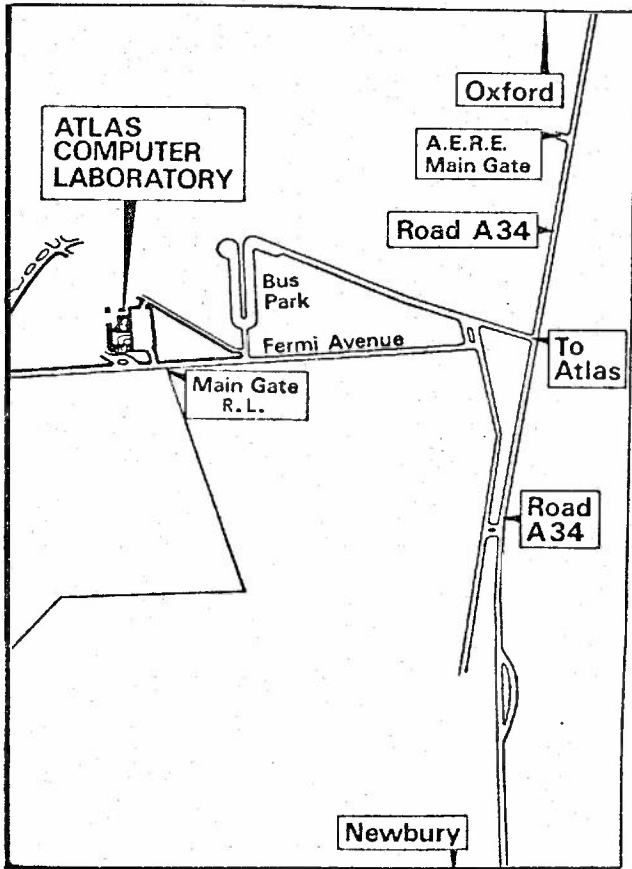 Oxford
ATLAS
COMPUTER
LABORATORY
A.E.R.E.
Main Gate
Road A34
Bus
Park
Fermi Avenue
To
Atlas
Main Gate
R.L.
Road
A34
Newbury